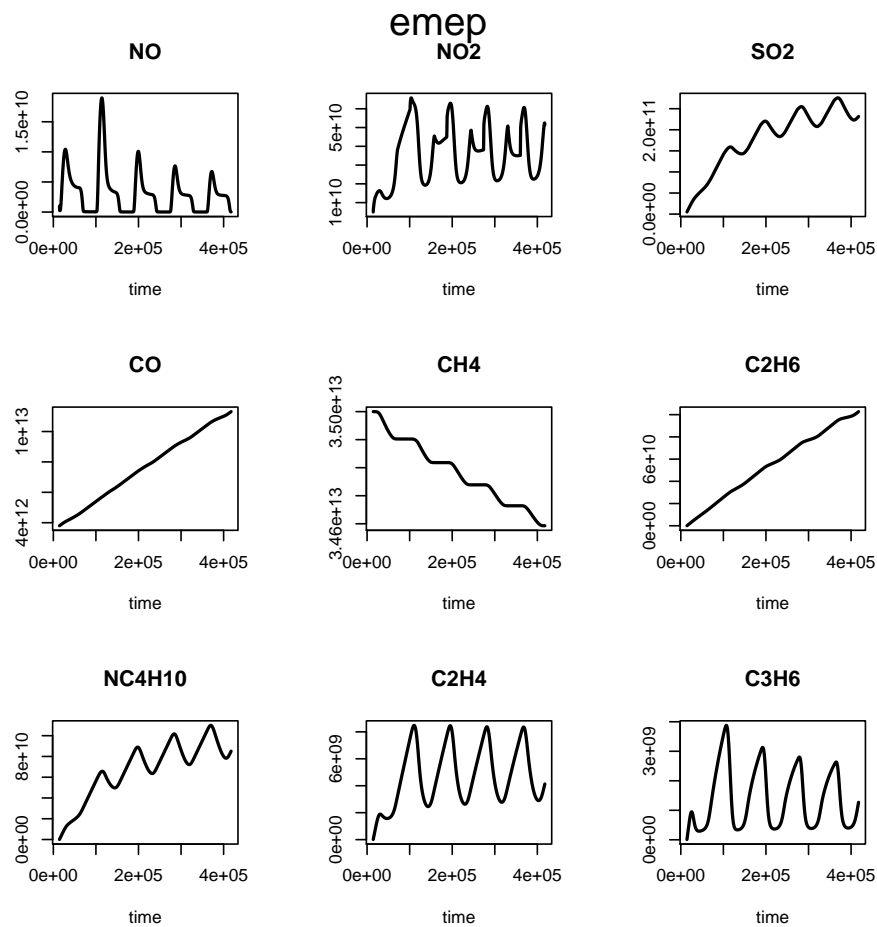 emep
NO
NO2
SO2
0.0e+00 1.5e+10
1e+10 5e+10
0.0e+00 2.0e+11
0e+00 2e+05 4e+05
0e+00 2e+05 4e+05
0e+00 2e+05 4e+05
time
time
time
CO
CH4
C2H6
4e+12 1e+13
3.46e+13 3.50e+13
0e+00 6e+10
0e+00 2e+05 4e+05
0e+00 2e+05 4e+05
0e+00 2e+05 4e+05
time
time
time
NC4H10
C2H4
C3H6
0e+00 8e+10
0e+00 6e+09
0e+00 3e+09
0e+00 2e+05 4e+05
0e+00 2e+05 4e+05
0e+00 2e+05 4e+05
time
time
time